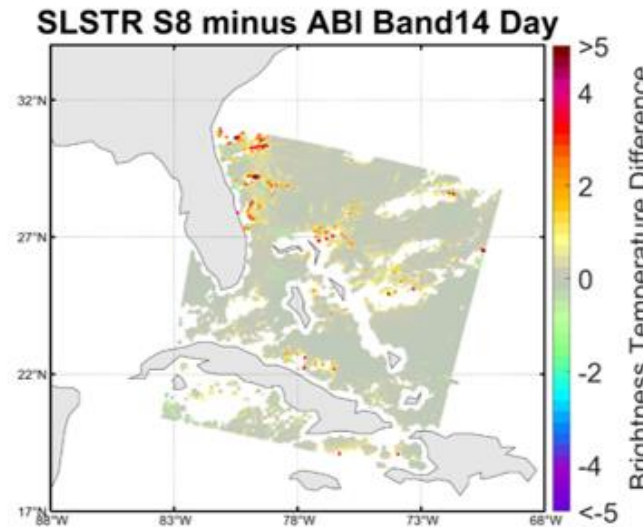 SLSTR S8 minus ABI Band14 Day
32°N
27°N
22°N
17°N
88°W
83°W
78°W
73°W
68°W
>5
4
2
0
-2
-4
<-5
Brightness Temperature Difference